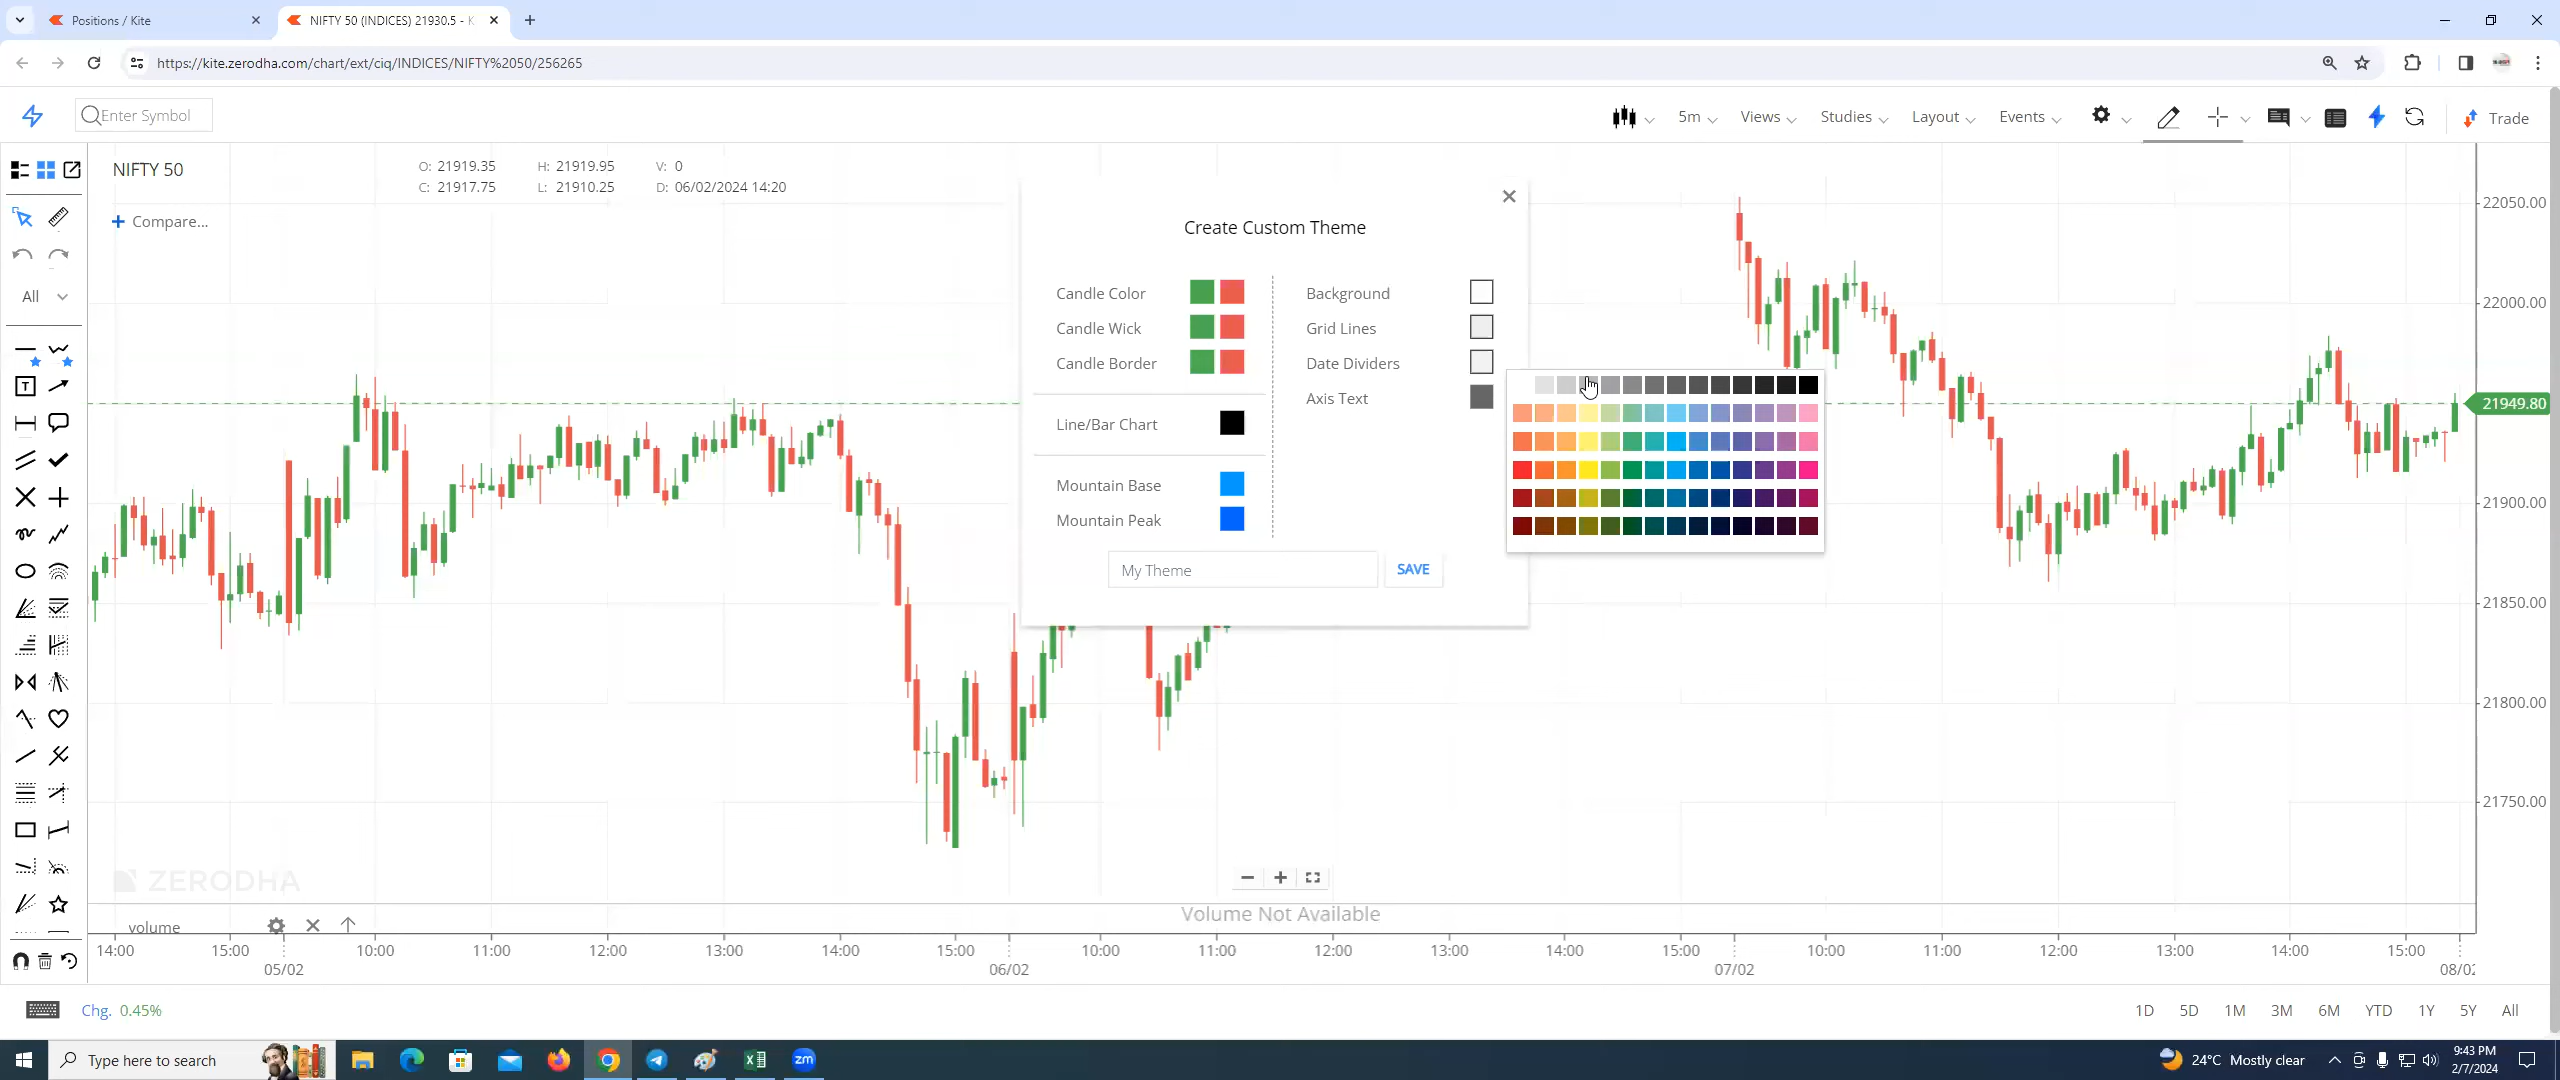 Positions / Kite
NIFTY 50 (INDICES) 21930.5 - K
https://kite.zerodha.com/chart/ext/ciq/INDICES/NIFTY%2050/256265
Enter Symbol
5m
Views
Studies
Layout
Events
Trade
NIFTY 50
O: 21919.35 H: 21919.95 V: 0
C: 21917.75 L: 21910.25 D: 06/02/2024 14:20
+ Compare...
All
T
Create Custom Theme
Candle Color
Candle Wick
Candle Border
Line/Bar Chart
Mountain Base
Mountain Peak
Background
Grid Lines
Date Dividers
Axis Text
My Theme
SAVE
22050.00
22000.00
21949.80
21900.00
21850.00
21800.00
21750.00
ZERODHA
Volume Not Available
volume
14:00 15:00 10:00 11:00 12:00 13:00 14:00 15:00 10:00 11:00 12:00 13:00 14:00 15:00 10:00 11:00 12:00 13:00 14:00 15:00
05/02 06/02 07/02 08/02
Chg. 0.45%
1D 5D 1M 3M 6M YTD 1Y 5Y All
Type here to search
zm
24°C Mostly clear
9:43 PM
2/7/2024